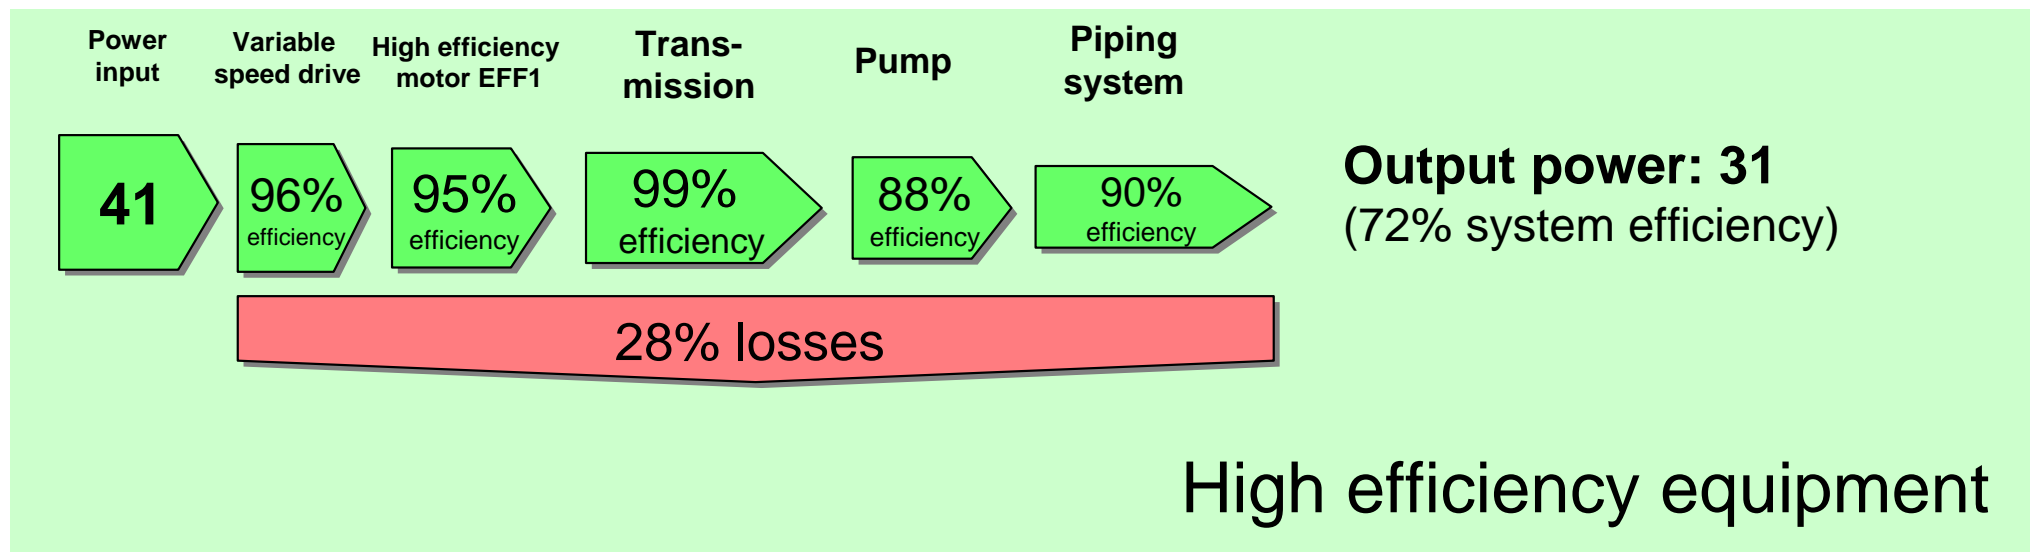 Power
input
Variable
speed drive
High efficiency
motor EFF1
Trans-
mission
Pump
Piping
system
41
96%
efficiency
95%
efficiency
99%
efficiency
88%
efficiency
90%
efficiency
Output power: 31
(72% system efficiency)
28% losses
High efficiency equipment